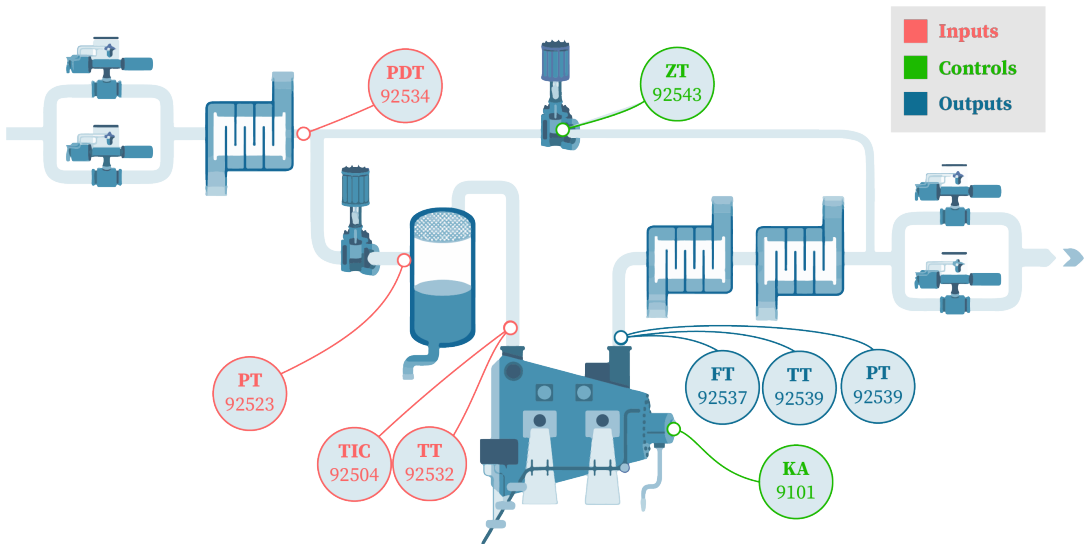 Inputs
Controls
Outputs
PDT
92534
ZT
92543
PT
92523
TIC
92504
TT
92532
FT
92537
TT
92539
PT
92539
KA
9101